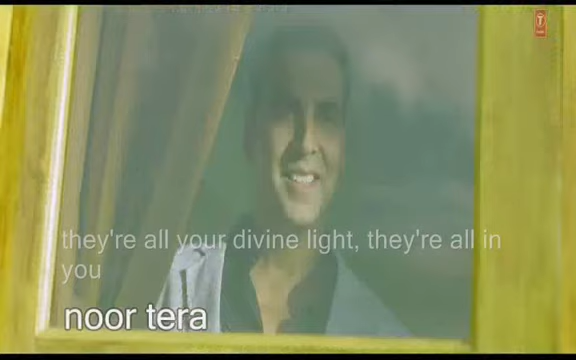 they're all your divine light, they're all in
you
noor tera